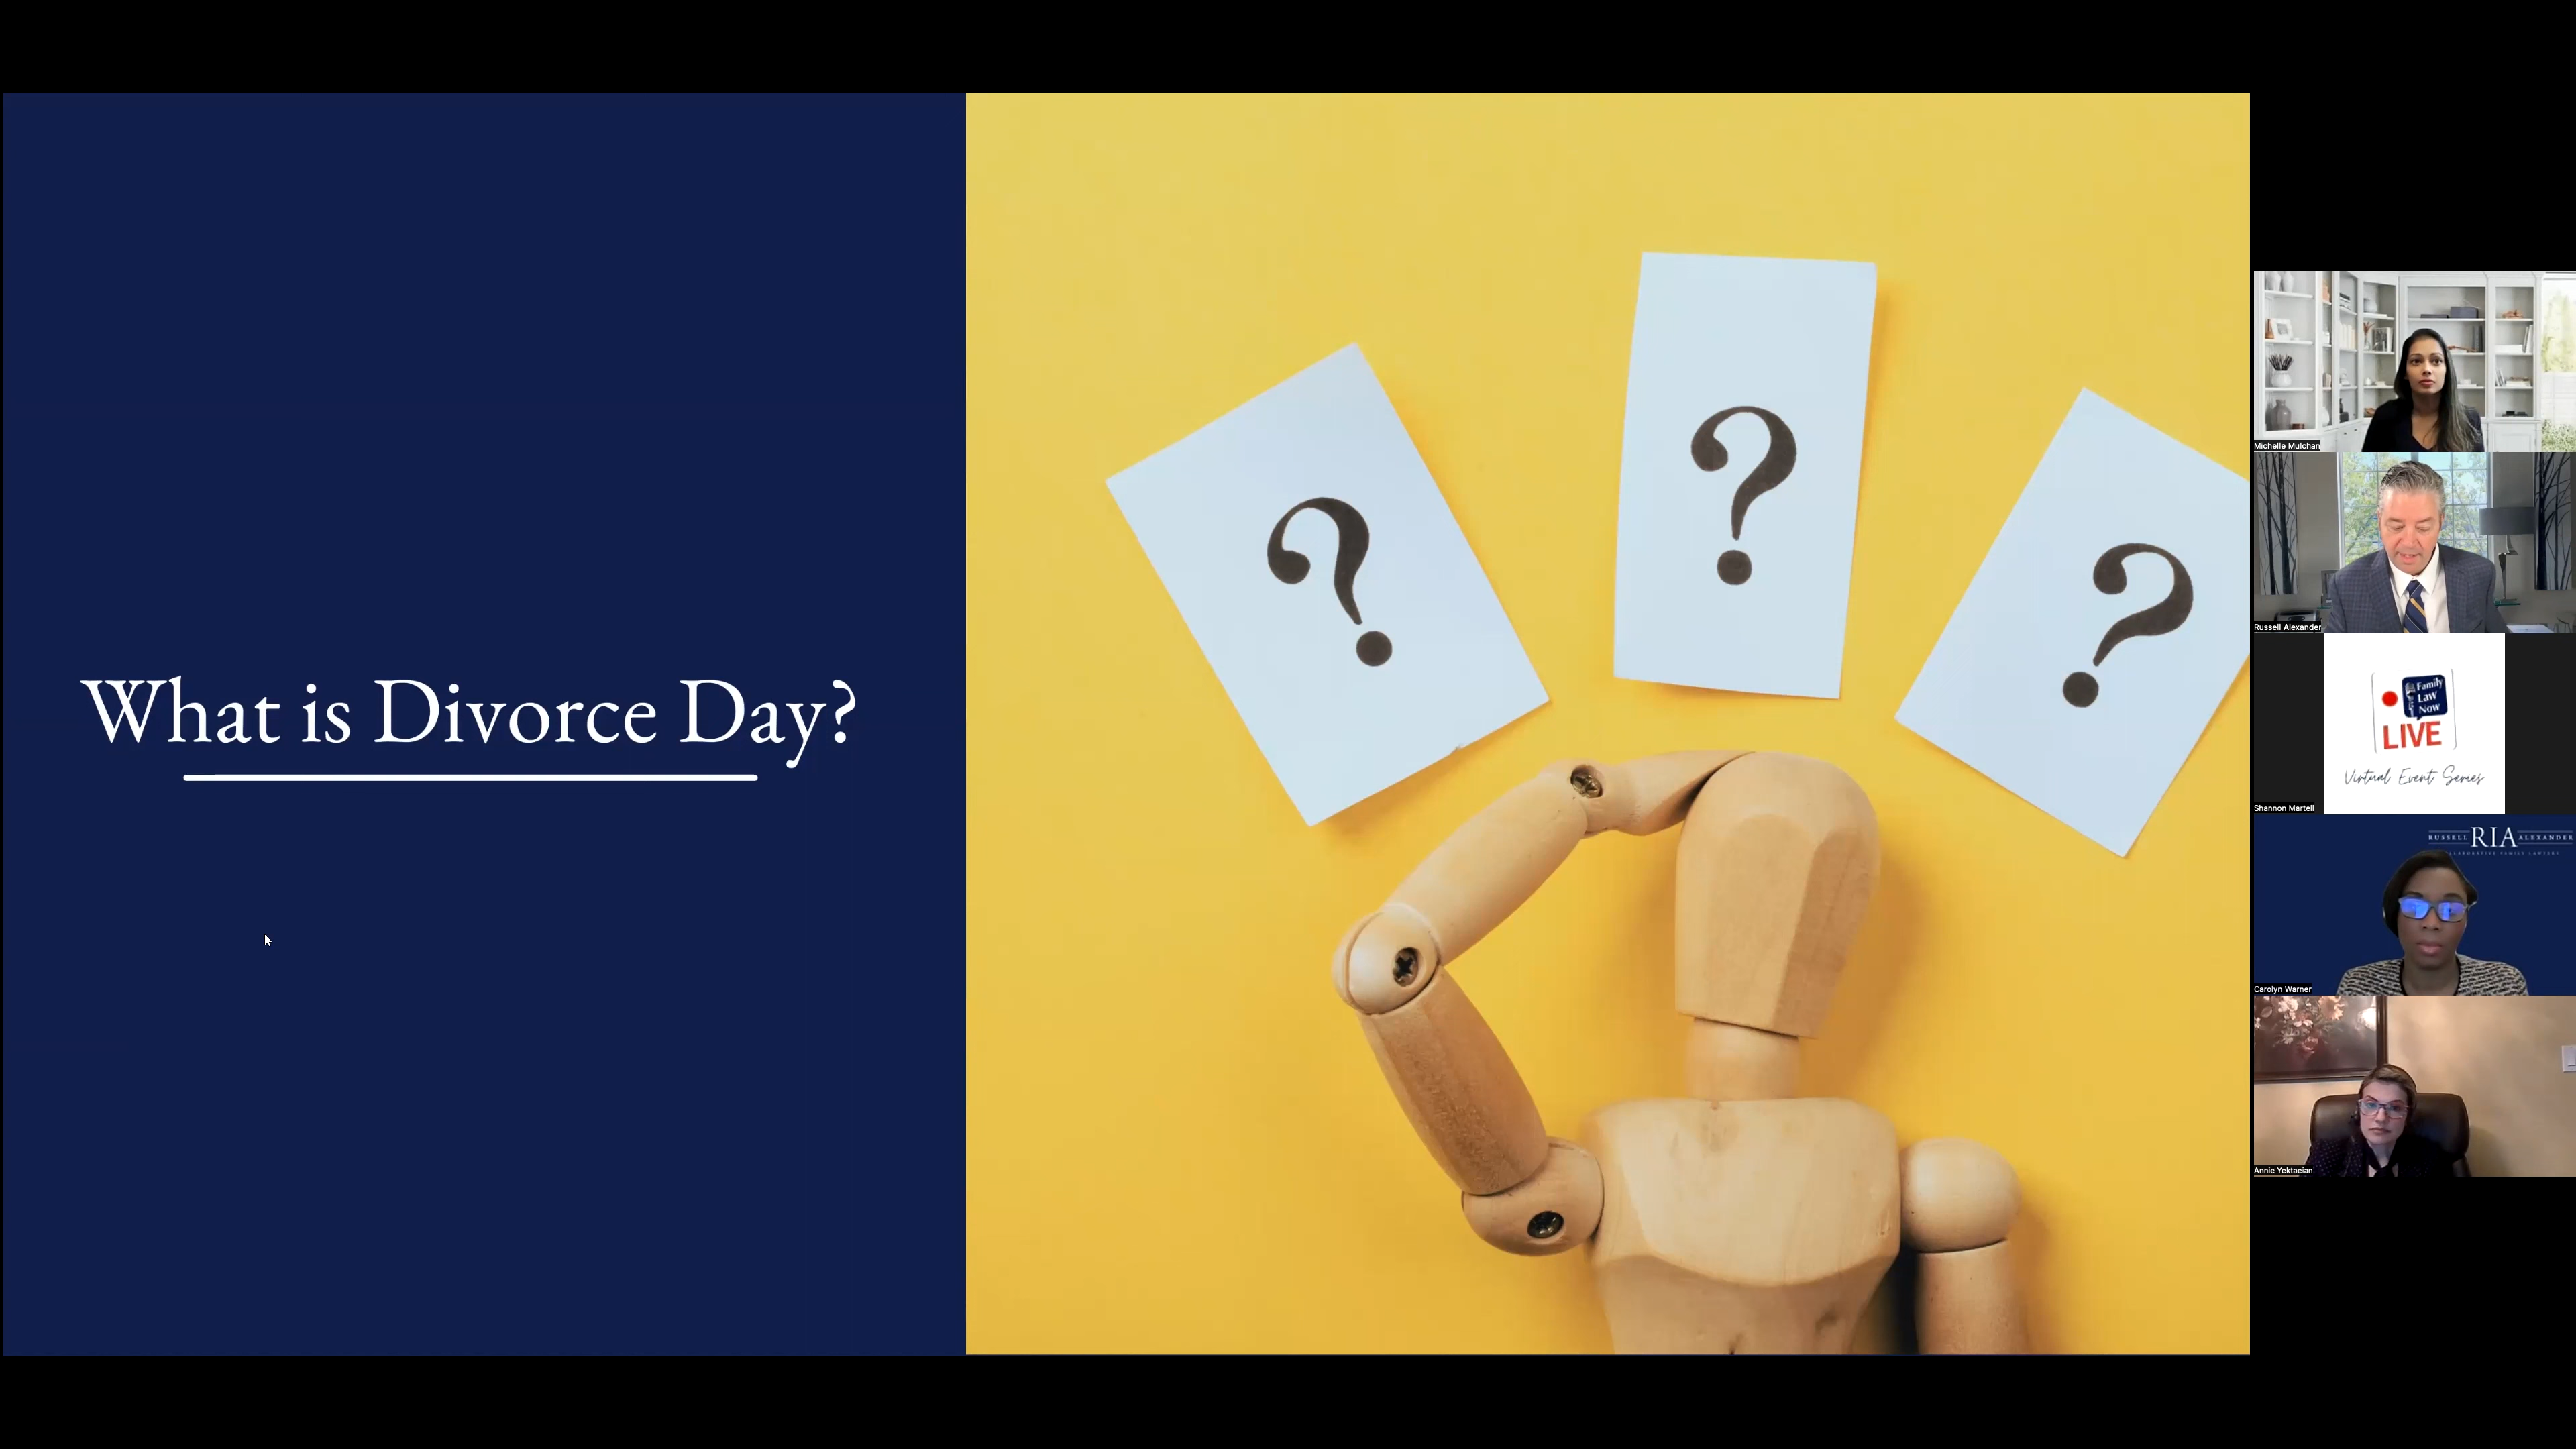 What is Divorce Day?
?
?
?
Michelle Mulchan
Russell Alexander
Family
Law
Now
LIVE
Virtual Event Series
Shannon Martell
RUSSELL RIA ALEXANDER
Carolyn Warner
Annie Yektaeian